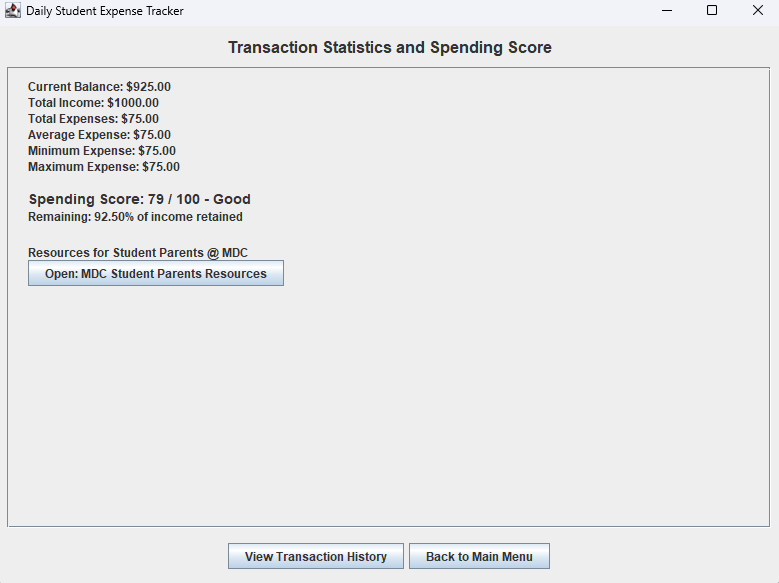 Daily Student Expense Tracker
Transaction Statistics and Spending Score
Current Balance: $925.00
Total Income: $1000.00
Total Expenses: $75.00
Average Expense: $75.00
Minimum Expense: $75.00
Maximum Expense: $75.00
Spending Score: 79 / 100 - Good
Remaining: 92.50% of income retained
Resources for Student Parents @ MDC
Open: MDC Student Parents Resources
View Transaction History
Back to Main Menu